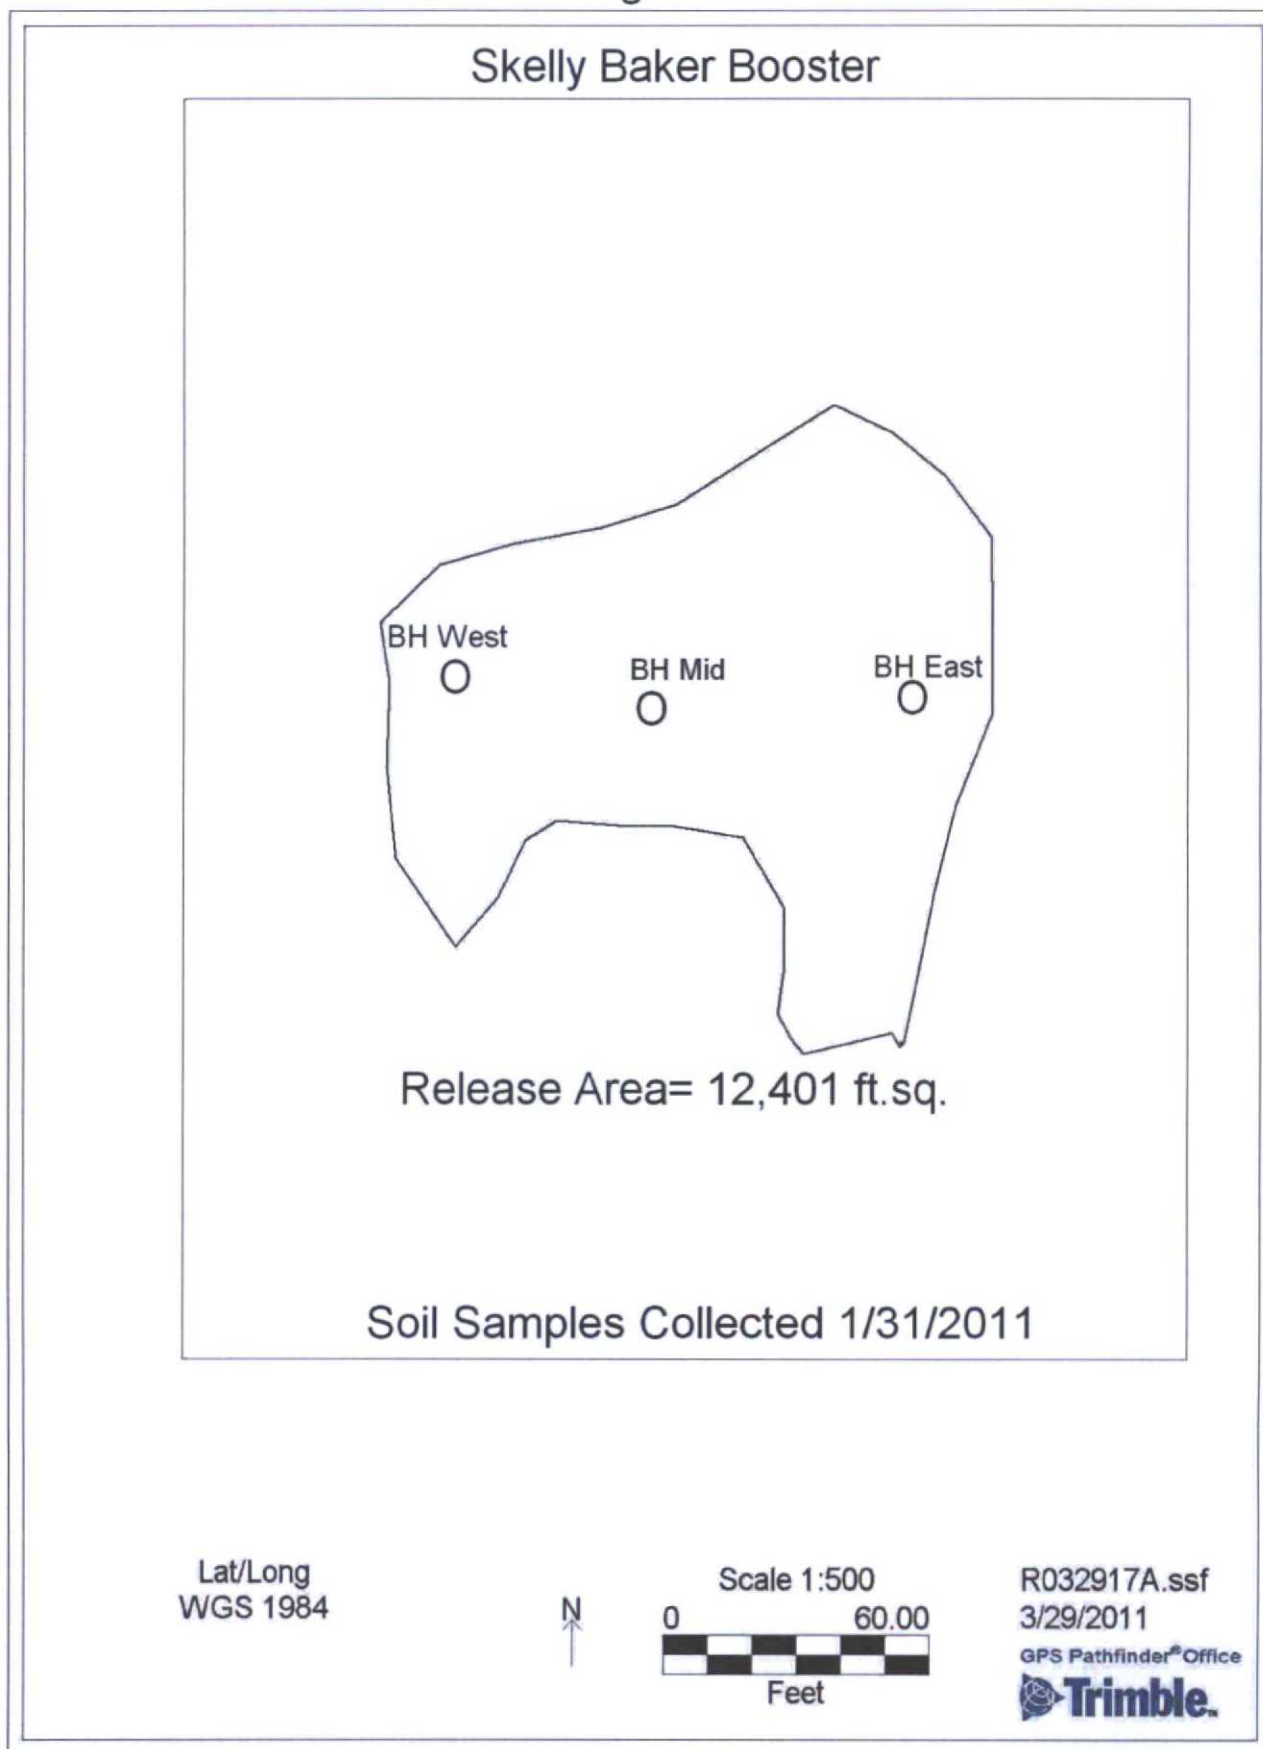 Skelly Baker Booster
BH West
BH Mid
BH East
Release Area= 12,401 ft.sq.
Soil Samples Collected 1/31/2011
Lat/Long
WGS 1984
N
Scale 1:500
0 60.00
Feet
R032917A.ssf
3/29/2011
GPS Pathfinder®Office
Trimble™